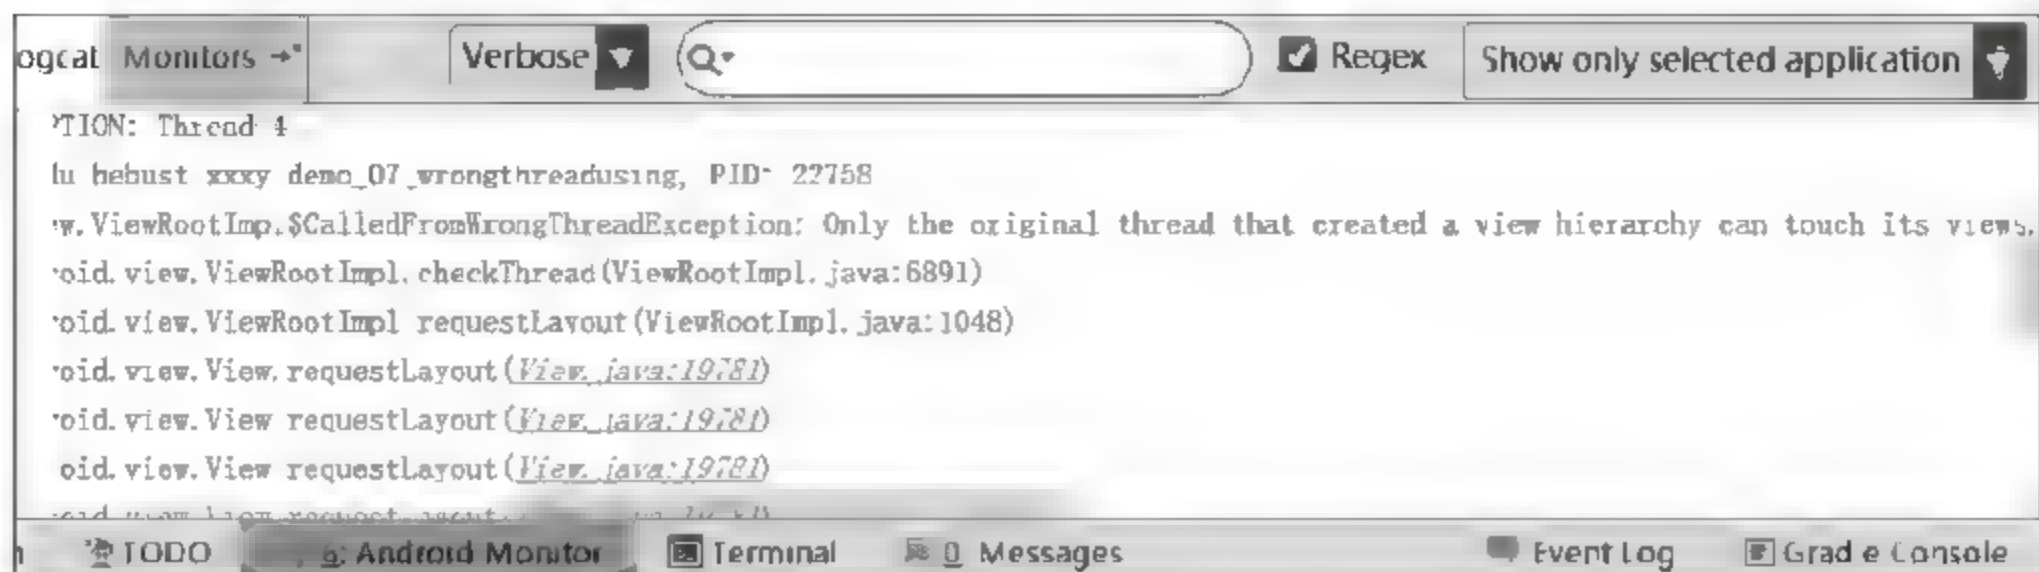 ogcat Monitors Verbose Regex Show only selected application
TION: Thread 4
du hebust xxxy demo_07_wrongthreadusing, PID: 22758
w.ViewRootImp.$CalledFromWrongThreadException: Only the original thread that created a view hierarchy can touch its views.
oid.view.ViewRootImpl.checkThread(ViewRootImpl.java:6891)
oid.view.ViewRootImpl requestLayout(ViewRootImpl.java:1048)
oid.view.View.requestLayout(View.java:19781)
oid.view.View requestLayout(View.java:19781)
oid.view.View requestLayout(View.java:19781)
TODO 6: Android Monitor Terminal 0 Messages Event Log Grad e Console